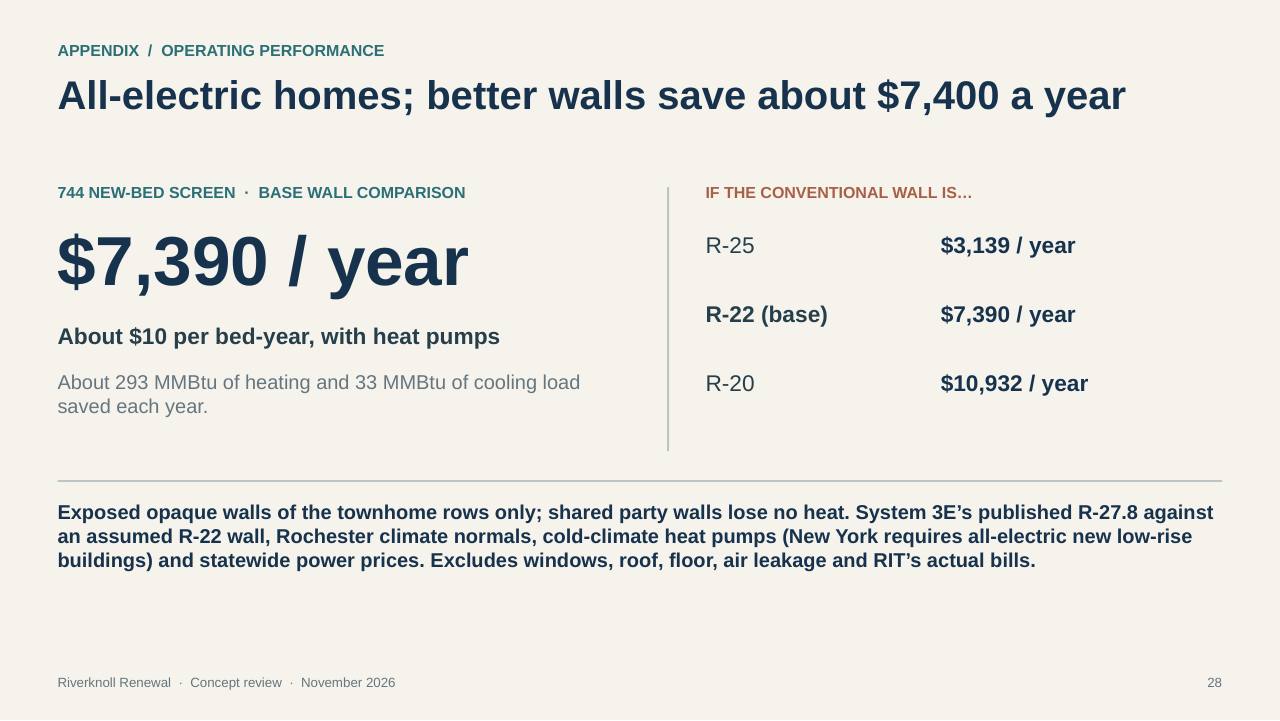 APPENDIX / OPERATING PERFORMANCE
All-electric homes; better walls save about $7,400 a year
744 NEW-BED SCREEN · BASE WALL COMPARISON
$7,390 / year
About $10 per bed-year, with heat pumps
About 293 MMBtu of heating and 33 MMBtu of cooling load
saved each year.
IF THE CONVENTIONAL WALL IS…
R-25 $3,139 / year
R-22 (base) $7,390 / year
R-20 $10,932 / year
Exposed opaque walls of the townhome rows only; shared party walls lose no heat. System 3E’s published R-27.8 against
an assumed R-22 wall, Rochester climate normals, cold-climate heat pumps (New York requires all-electric new low-rise
buildings) and statewide power prices. Excludes windows, roof, floor, air leakage and RIT’s actual bills.
Riverknoll Renewal · Concept review · November 2026
28